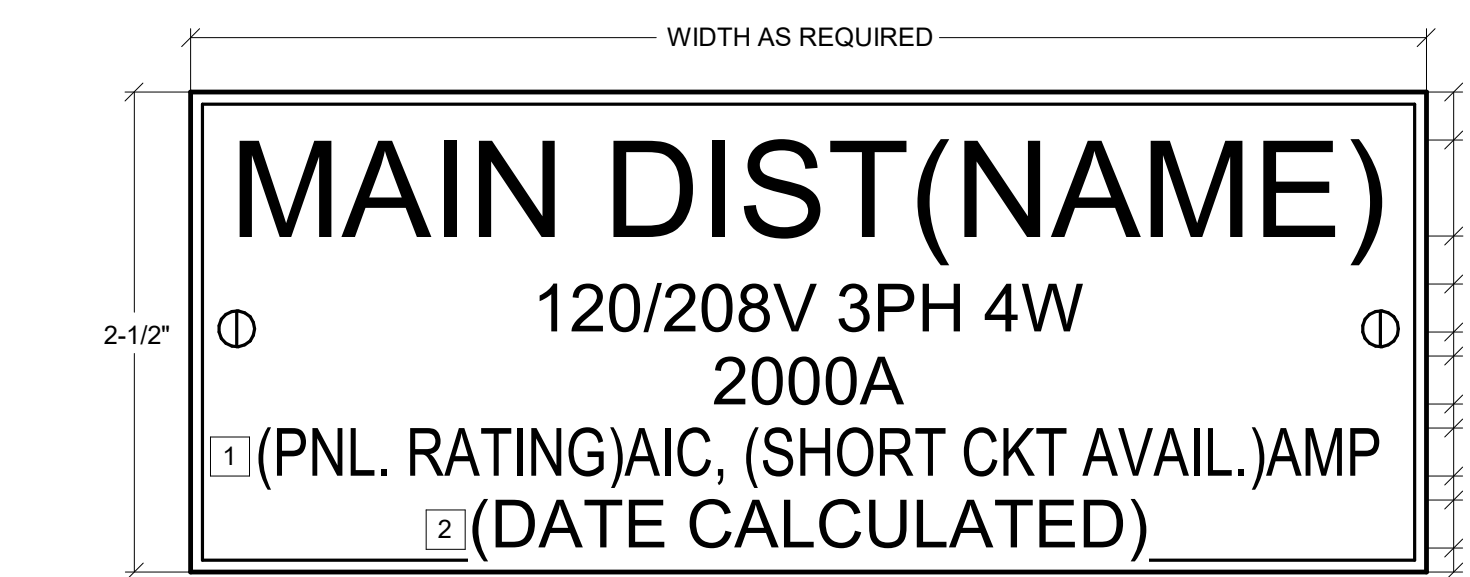 WIDTH AS REQUIRED
MAIN DIST(NAME)
120/208V 3PH 4W
2-1/2"
2000A
1 (PNL. RATING)AIC, (SHORT CKT AVAIL.)AMP
2 (DATE CALCULATED)